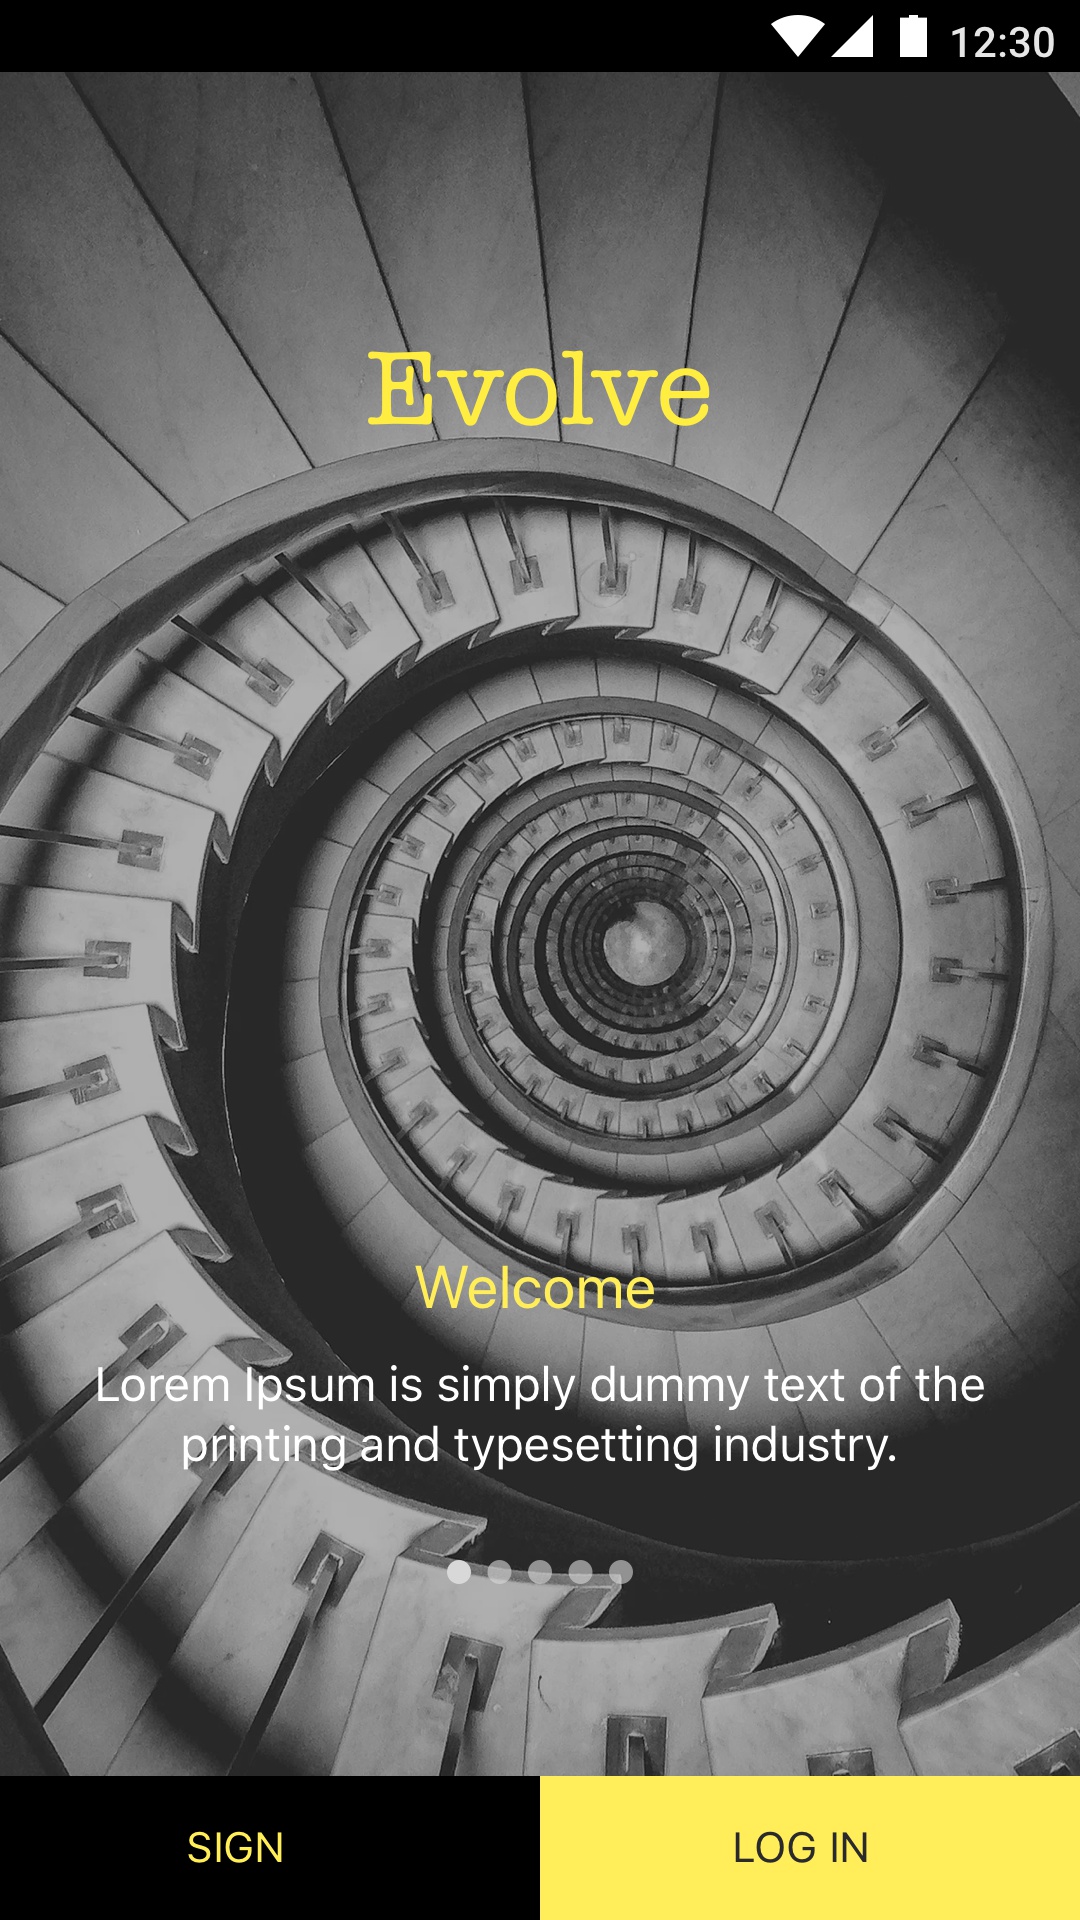 12:30
Evolve
Welcome
Lorem Ipsum is simply dummy text of the
printing and typesetting industry.
SIGN
LOG IN